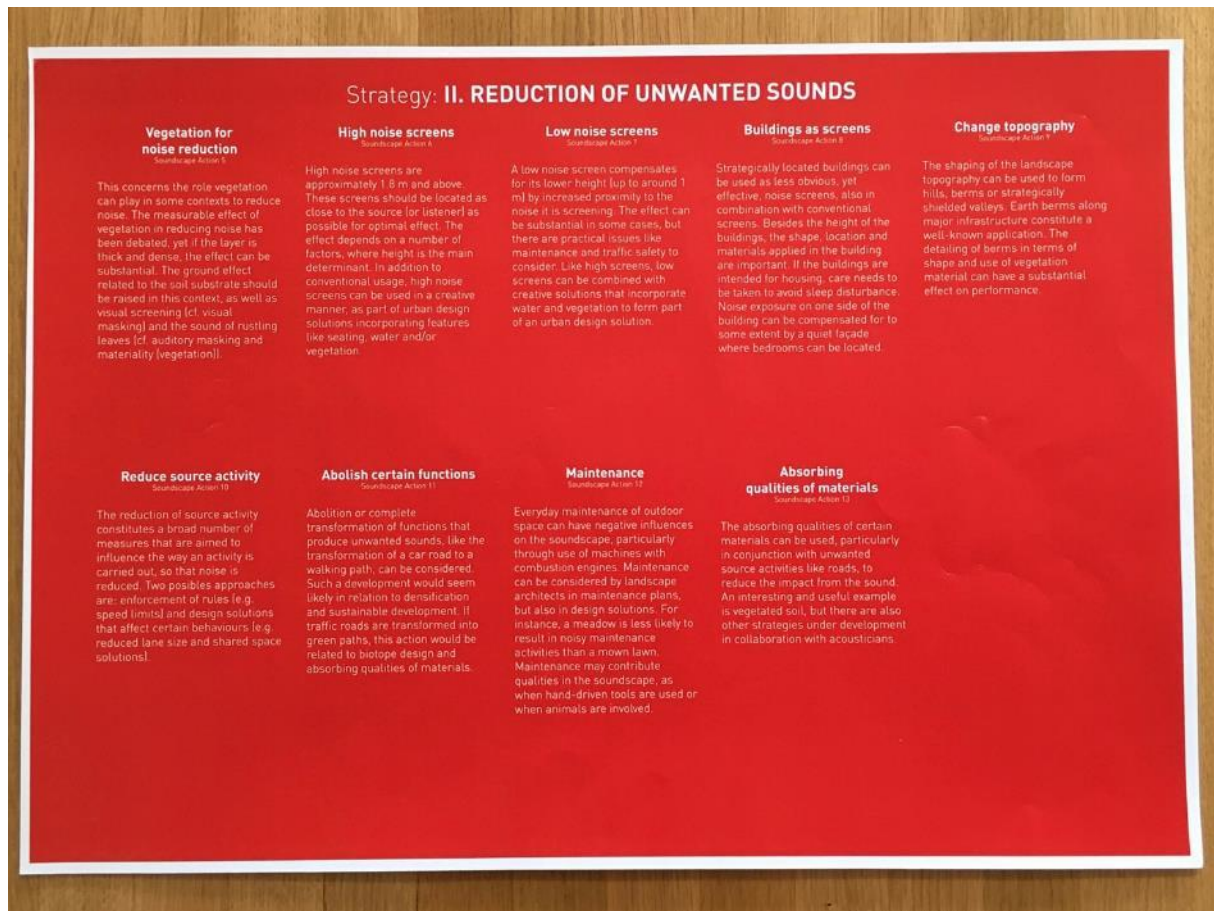 Strategy: II. REDUCTION OF UNWANTED SOUNDS
Vegetation for
noise reduction
Soundscape Action 5
This concerns the role vegetation
can play in some contexts to reduce
noise. The measurable effect of
vegetation in reducing noise has
been debated, yet if the layer is
thick and dense, the effect can be
substantial. The ground effect
related to the soil substrate should
be raised in this context, as well as
visual screening (cf. visual
masking) and the sound of rustling
leaves (cf. auditory masking and
materiality (vegetation)).
High noise screens
Soundscape Action 6
High noise screens are
approximately 1.8 m and above.
These screens should be located as
close to the source (or listener) as
possible for optimal effect. The
effect depends on a number of
factors, where height is the main
determinant. In addition to
conventional usage, high noise
screens can be used in a creative
manner, as part of urban design
solutions incorporating features
like seating, water and/or
vegetation.
Low noise screens
Soundscape Action 7
A low noise screen compensates
for its lower height (up to around 1
m) by increased proximity to the
noise it is screening. The effect can
be substantial in some cases, but
there are practical issues like
maintenance and traffic safety to
consider. Like high screens, low
screens can be combined with
creative solutions that incorporate
water and vegetation to form part
of an urban design solution.
Buildings as screens
Soundscape Action 8
Strategically located buildings can
be used as less obvious, yet
effective, noise screens, also in
combination with conventional
screens. Besides the height of the
buildings, the shape, location and
materials applied in the building
are important. If the buildings are
intended for housing, care needs to
be taken to avoid sleep disturbance.
Noise exposure on one side of the
building can be compensated for to
some extent by a quiet façade
where bedrooms can be located.
Change topography
Soundscape Action 9
The shaping of the landscape
topography can be used to form
hills, berms or strategically
shielded valleys. Earth berms along
major infrastructure constitute a
well-known application. The
detailing of berms in terms of
shape and use of vegetation
material can have a substantial
effect on performance.
Reduce source activity
Soundscape Action 10
The reduction of source activity
constitutes a broad number of
measures that are aimed to
influence the way an activity is
carried out, so that noise is
reduced. Two posibles approaches
are: enforcement of rules (e.g.
speed limits) and design solutions
that affect certain behaviours (e.g.
reduced lane size and shared space
solutions).
Abolish certain functions
Soundscape Action 11
Abolition or complete
transformation of functions that
produce unwanted sounds, like the
transformation of a car road to a
walking path, can be considered.
Such a development would seem
likely in relation to densification
and sustainable development. If
traffic roads are transformed into
green paths, this action would be
related to biotope design and
absorbing qualities of materials.
Maintenance
Soundscape Action 12
Everyday maintenance of outdoor
space can have negative influences
on the soundscape, particularly
through use of machines with
combustion engines. Maintenance
can be considered by landscape
architects in maintenance plans,
but also in design solutions. For
instance, a meadow is less likely to
result in noisy maintenance
activities than a mown lawn.
Maintenance may contribute
qualities in the soundscape, as
when hand-driven tools are used or
when animals are involved.
Absorbing
qualities of materials
Soundscape Action 13
The absorbing qualities of certain
materials can be used, particularly
in conjunction with unwanted
source activities like roads, to
reduce the impact from the sound.
An interesting and useful example
is vegetated soil, but there are also
other strategies under development
in collaboration with acousticians.